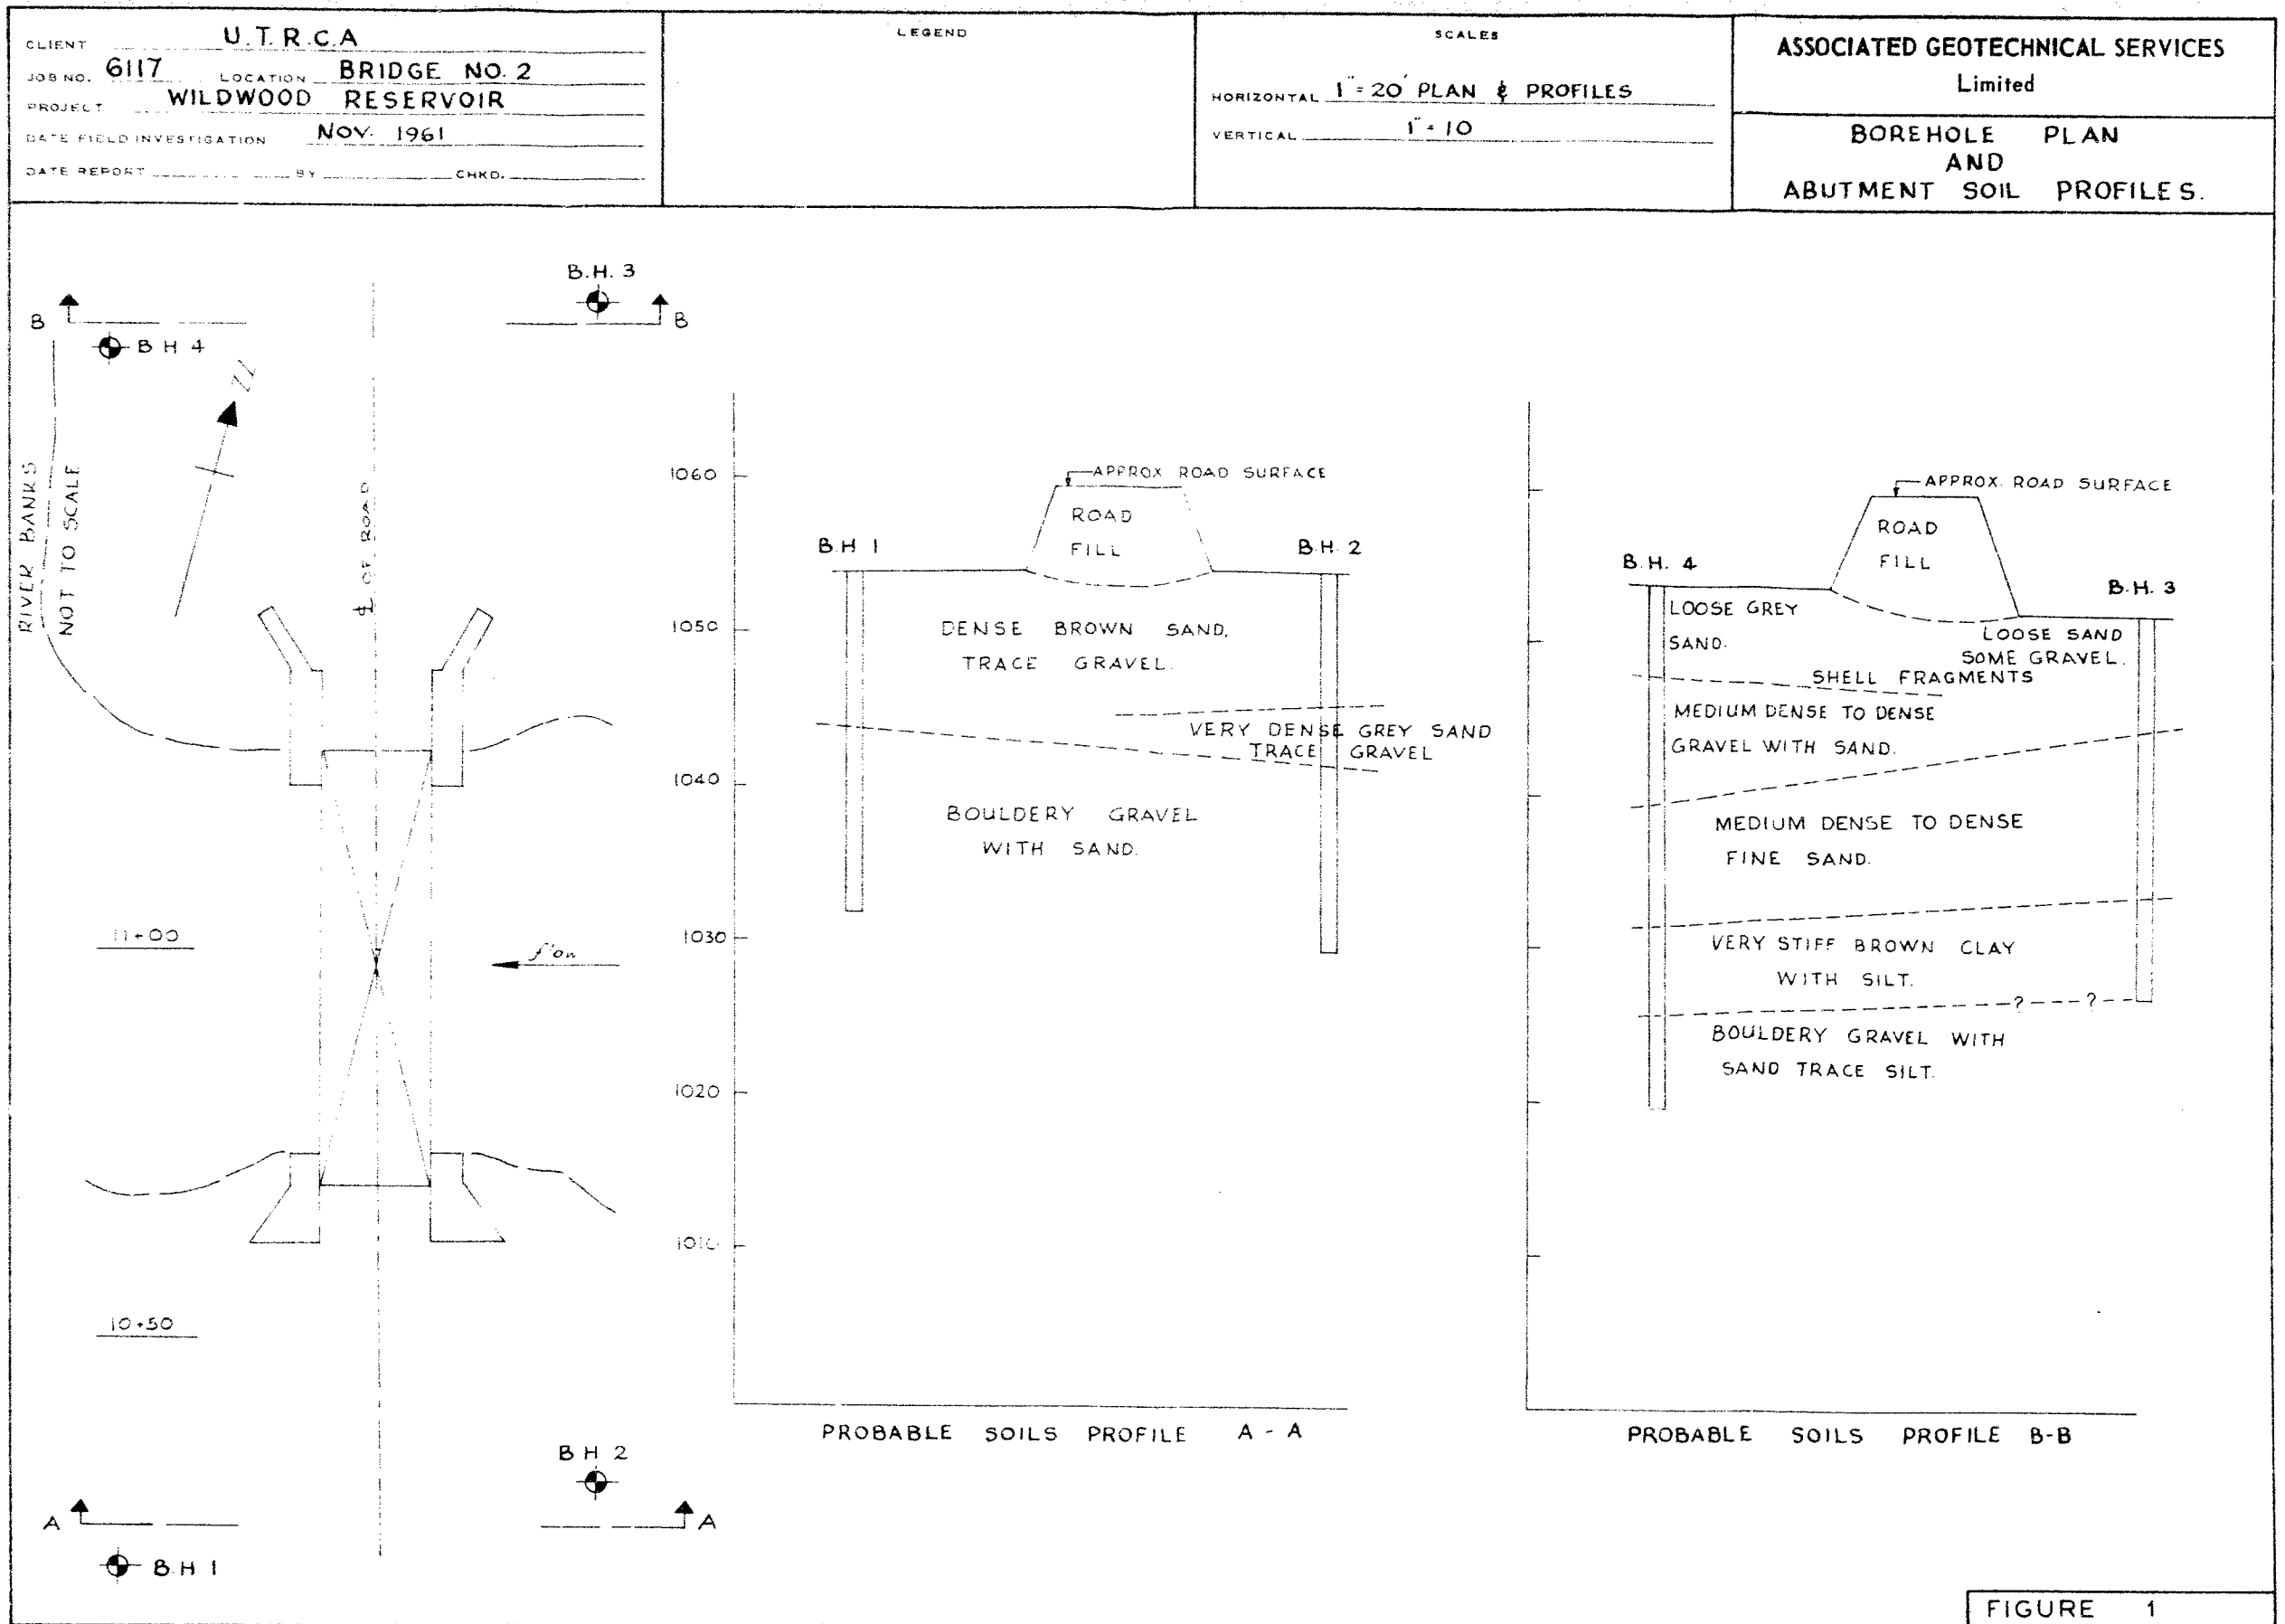 CLIENT U.T.R.C.A
JOB NO. 6117 LOCATION BRIDGE NO. 2
PROJECT WILDWOOD RESERVOIR
DATE FIELD INVESTIGATION NOV. 1961
DATE REPORT BY CHKD.
LEGEND
SCALES
HORIZONTAL 1" = 20' PLAN & PROFILES
VERTICAL 1" = 10
ASSOCIATED GEOTECHNICAL SERVICES
Limited
BOREHOLE PLAN
AND
ABUTMENT SOIL PROFILES.
B.H. 3
B
B
B H 4
N
RIVER BANKS
NOT TO SCALE
℄ OF ROAD
11+00
flow
10+50
B H 2
A
A
B.H 1
1060
1050
1040
1030
1020
1010
APPROX ROAD SURFACE
ROAD
FILL
B.H 1
B.H. 2
DENSE BROWN SAND,
TRACE GRAVEL.
VERY DENSE GREY SAND
TRACE GRAVEL
BOULDERY GRAVEL
WITH SAND.
PROBABLE SOILS PROFILE A - A
APPROX. ROAD SURFACE
ROAD
FILL
B.H. 4
B.H. 3
LOOSE GREY
SAND.
LOOSE SAND
SOME GRAVEL.
SHELL FRAGMENTS
MEDIUM DENSE TO DENSE
GRAVEL WITH SAND.
MEDIUM DENSE TO DENSE
FINE SAND.
VERY STIFF BROWN CLAY
WITH SILT.
? ?
BOULDERY GRAVEL WITH
SAND TRACE SILT.
PROBABLE SOILS PROFILE B-B
FIGURE 1